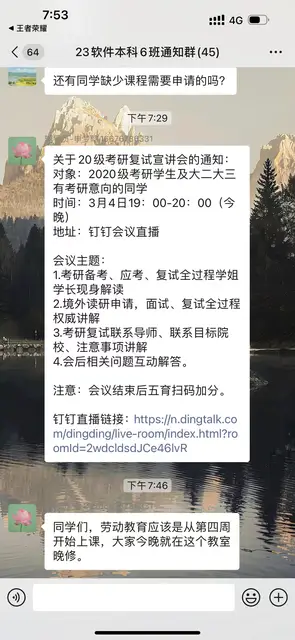 7:53
4G
王者荣耀
64
23软件本科6班通知群(45)
还有同学缺少课程需要申请的吗?
下午7:29
关于20级考研复试宣讲会的通知:
对象: 2020级考研学生及大二大三
有考研意向的同学
时间: 3月4日19: 00-20: 00 (今
晚)
地址: 钉钉会议直播
会议主题:
1.考研备考、应考、复试全过程学姐
学长现身解读
2.境外读研申请, 面试、复试全过程
权威讲解
3.考研复试联系导师、联系目标院
校、注意事项讲解
4.会后相关问题互动解答。
注意: 会议结束后五育扫码加分。
钉钉直播链接: https://n.dingtalk.co
m/dingding/live-room/index.html?ro
omId=2wdcldsdJCe46lvR
下午7:46
同学们, 劳动教育应该是从第四周
开始上课, 大家今晚就在这个教室
晚修。